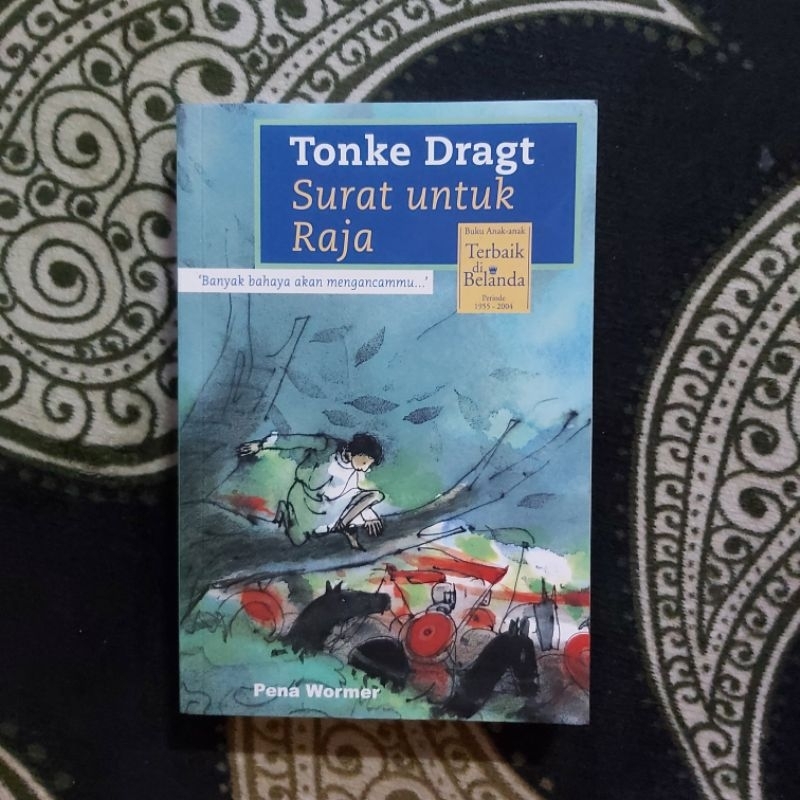 Tonke Dragt
Surat untuk
Raja
Buku Anak-anak
Terbaik
di
Belanda
Periode
1955 - 2004
'Banyak bahaya akan mengancammu...'
Pena Wormer